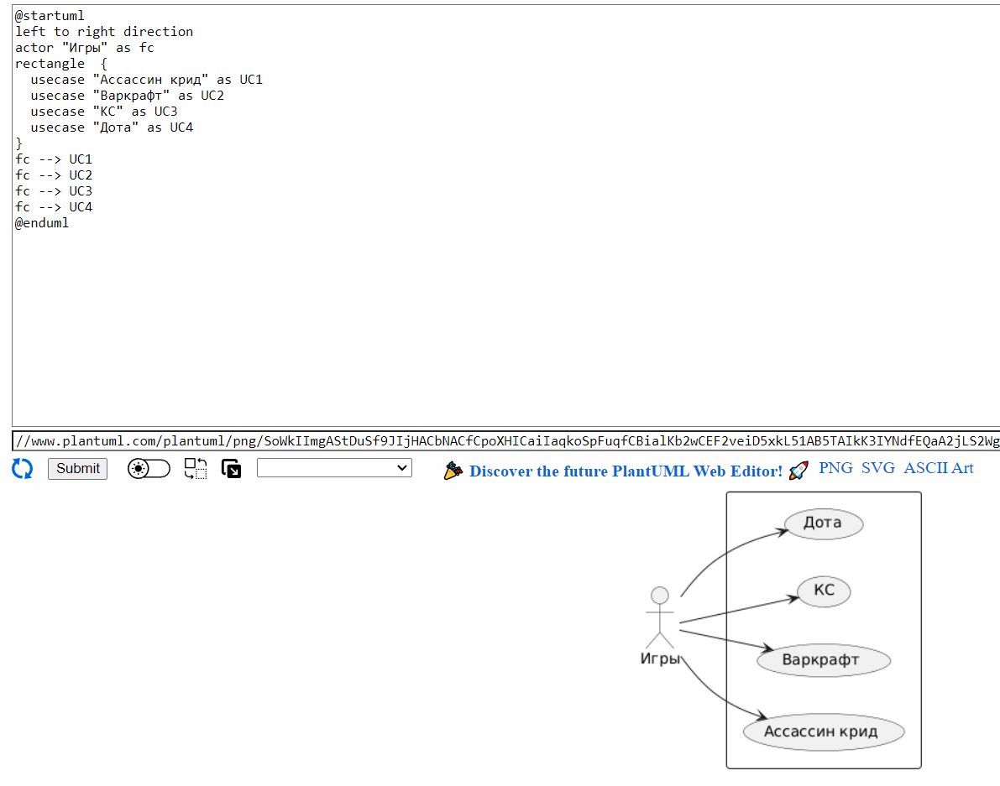 @startuml
left to right direction
actor "Игры" as fc
rectangle  {
  usecase "Ассассин крид" as UC1
  usecase "Варкрафт" as UC2
  usecase "КС" as UC3
  usecase "Дота" as UC4
}
fc --> UC1
fc --> UC2
fc --> UC3
fc --> UC4
@enduml
//www.plantuml.com/plantuml/png/SoWkIImgAStDuSf9JIjHACbNACfCpoXHICaiIaqkoSpFuqfCBialKb2wCEF2veiD5xkL51AB5TAIkK3IYNdfEQaA2jLS2Wg
Submit
Discover the future PlantUML Web Editor!
PNG SVG ASCII Art
Дота
КС
Игры
Варкрафт
Ассассин крид